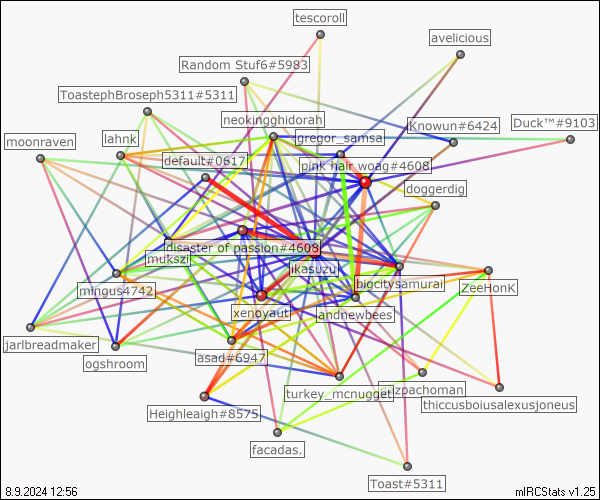 tescoroll
avelicious
Random Stuf6#5983
ToastephBroseph5311#5311
neokingghidorah
Duck™#9103
Knowun#6424
gregor_samsa
lahnk
moonraven
default#0617
pink hair woag#4608
doggerdig
disaster of passion#4608
mukszi
ikasuzu
bigcitysamurai
ZeeHonK
mingus4742
xenoyaut
andnewbees
jarlbreadmaker
asad#6947
ogshroom
turkey_mcnugget
zpachoman
thiccusboiusalexusjoneus
Heighleaigh#8575
facadas.
Toast#5311
8.9.2024 12:56
mIRCStats v1.25